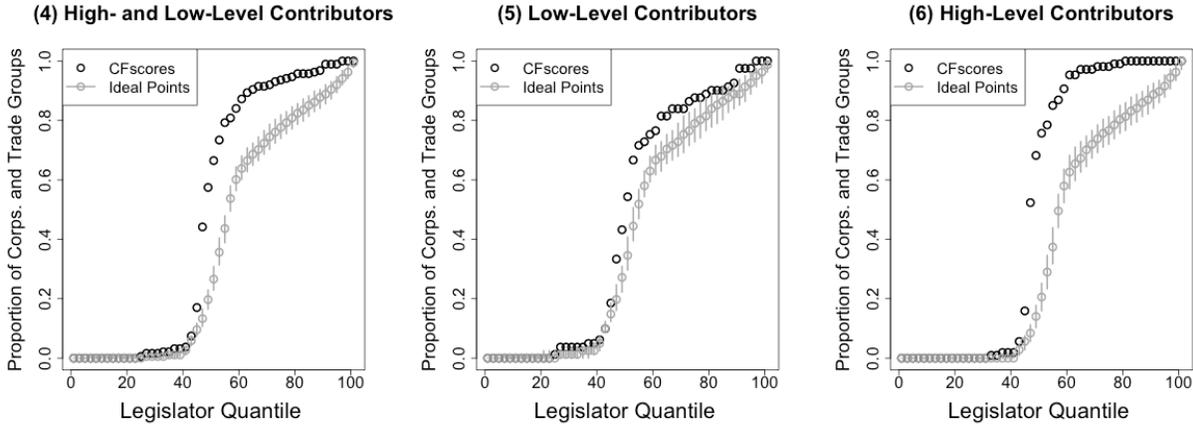 (4) High- and Low-Level Contributors
Proportion of Corps. and Trade Groups
1.0
0.8
0.6
0.4
0.2
0.0
CFscores
Ideal Points
0 20 40 60 80 100
Legislator Quantile
(5) Low-Level Contributors
Proportion of Corps. and Trade Groups
1.0
0.8
0.6
0.4
0.2
0.0
CFscores
Ideal Points
0 20 40 60 80 100
Legislator Quantile
(6) High-Level Contributors
Proportion of Corps. and Trade Groups
1.0
0.8
0.6
0.4
0.2
0.0
CFscores
Ideal Points
0 20 40 60 80 100
Legislator Quantile